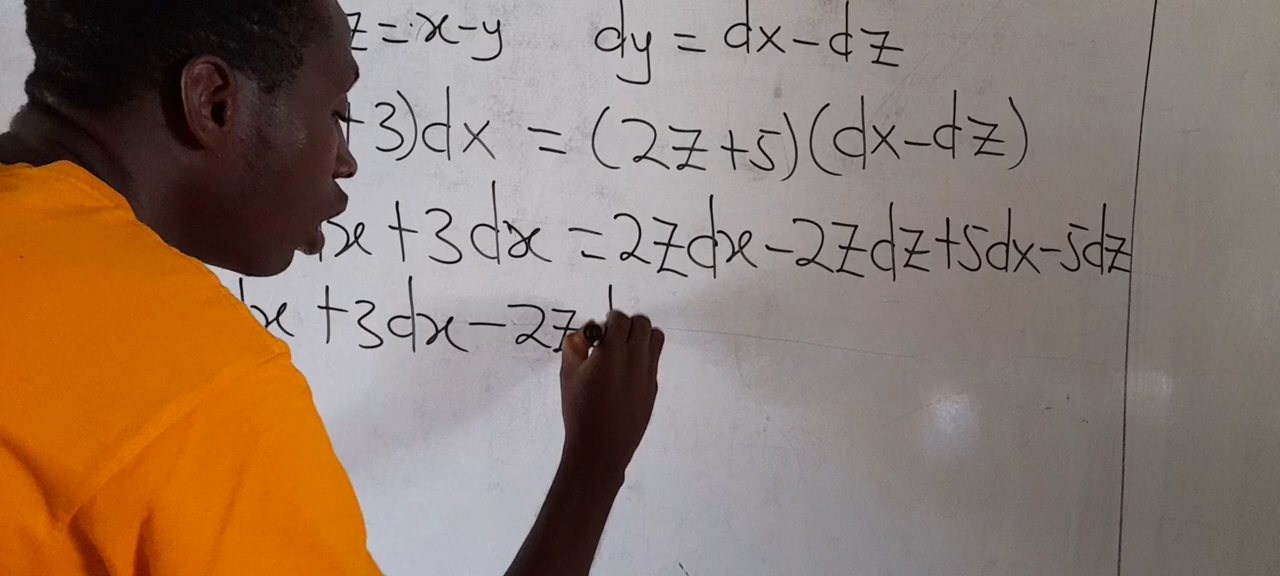 z = x - y dy = dx - dz
+3)dx = (2z+5)(dx-dz)
x + 3dx = 2zdx - 2zdz + 5dx - 5dz
x + 3dx - 2z